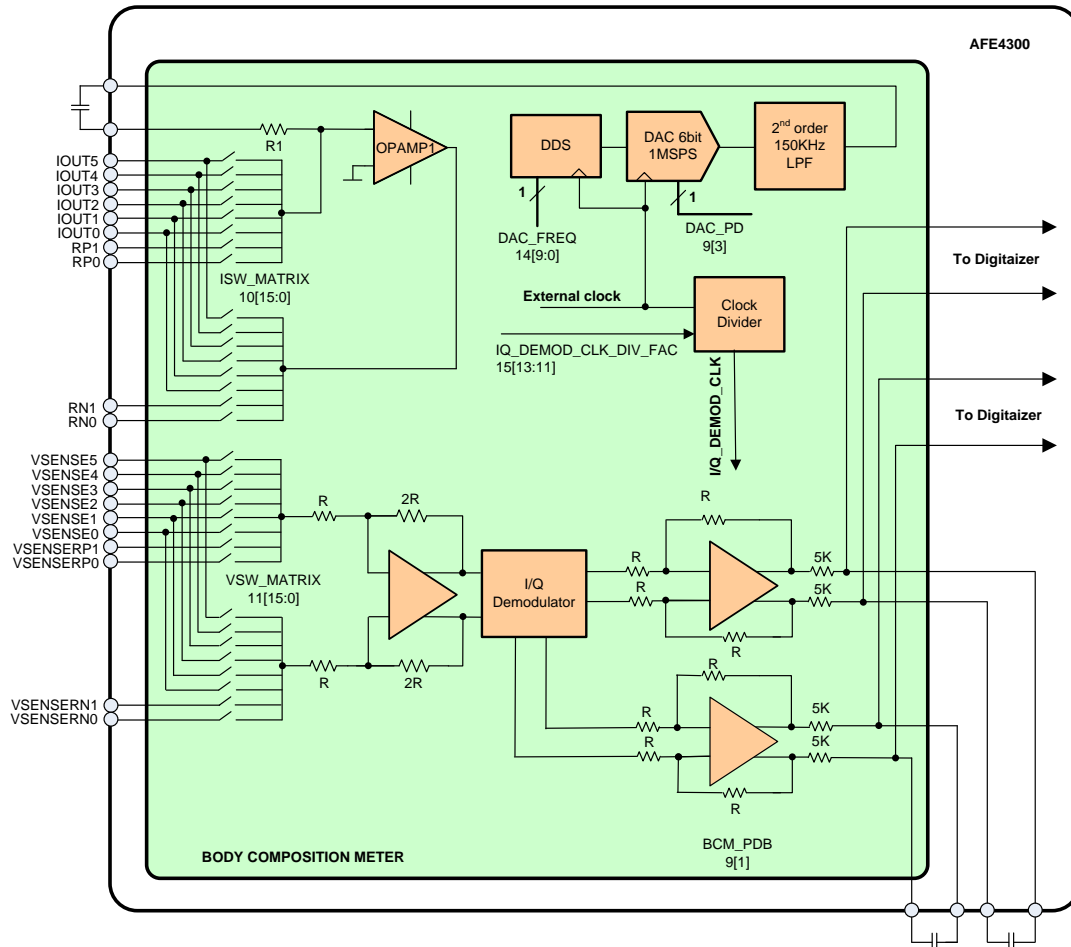 AFE4300
IOUT5
IOUT4
IOUT3
IOUT2
IOUT1
IOUT0
RP1
RP0
R1
OPAMP1
ISW_MATRIX
10[15:0]
RN1
RN0
DDS
1
DAC_FREQ
14[9:0]
DAC 6bit
1MSPS
1
DAC_PD
9[3]
2nd order
150KHz
LPF
External clock
Clock
Divider
IQ_DEMOD_CLK_DIV_FAC
15[13:11]
I/Q_DEMOD_CLK
To Digitaizer
To Digitaizer
VSENSE5
VSENSE4
VSENSE3
VSENSE2
VSENSE1
VSENSE0
VSENSERP1
VSENSERP0
VSW_MATRIX
11[15:0]
VSENSERN1
VSENSERN0
R
2R
R
2R
I/Q
Demodulator
R
R
R
R
5K
5K
R
R
R
R
5K
5K
BCM_PDB
9[1]
BODY COMPOSITION METER